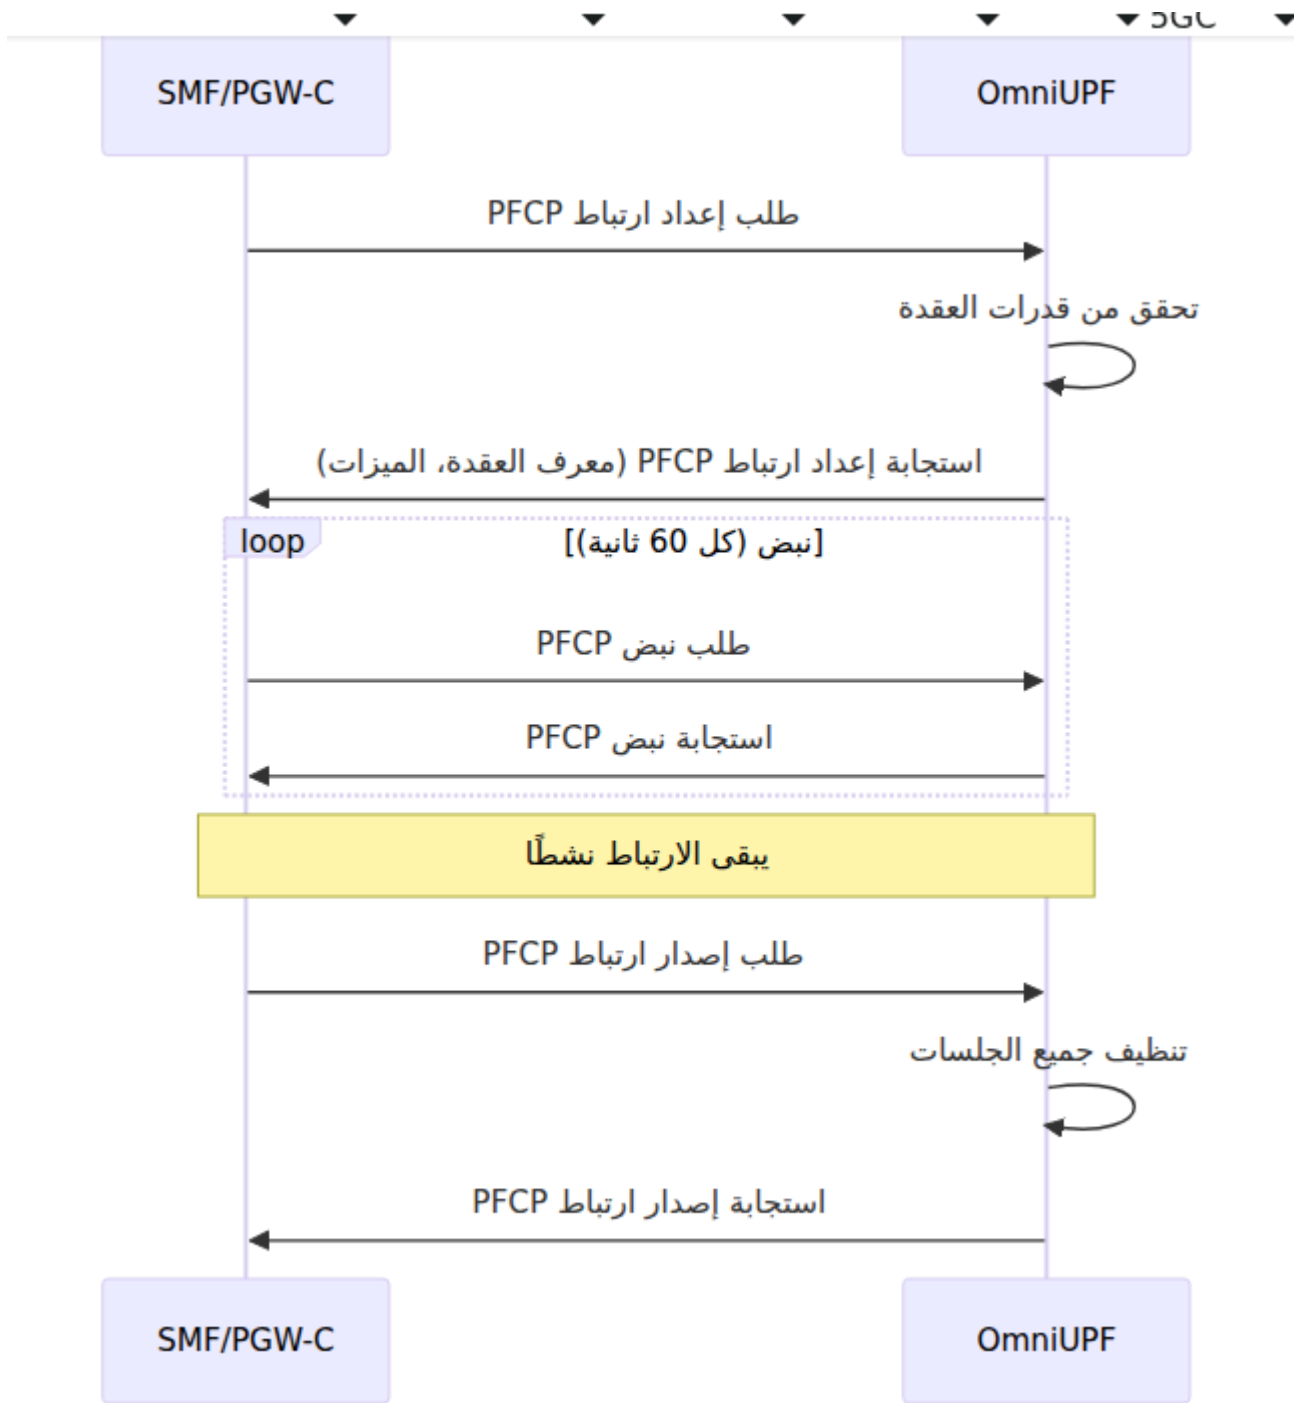 5GC
SMF/PGW-C
OmniUPF
طلب إعداد ارتباط PFCP
تحقق من قدرات العقدة
استجابة إعداد ارتباط PFCP (معرف العقدة، الميزات)
loop
[نبض (كل 60 ثانية)]
طلب نبض PFCP
استجابة نبض PFCP
يبقى الارتباط نشطًا
طلب إصدار ارتباط PFCP
تنظيف جميع الجلسات
استجابة إصدار ارتباط PFCP
SMF/PGW-C
OmniUPF